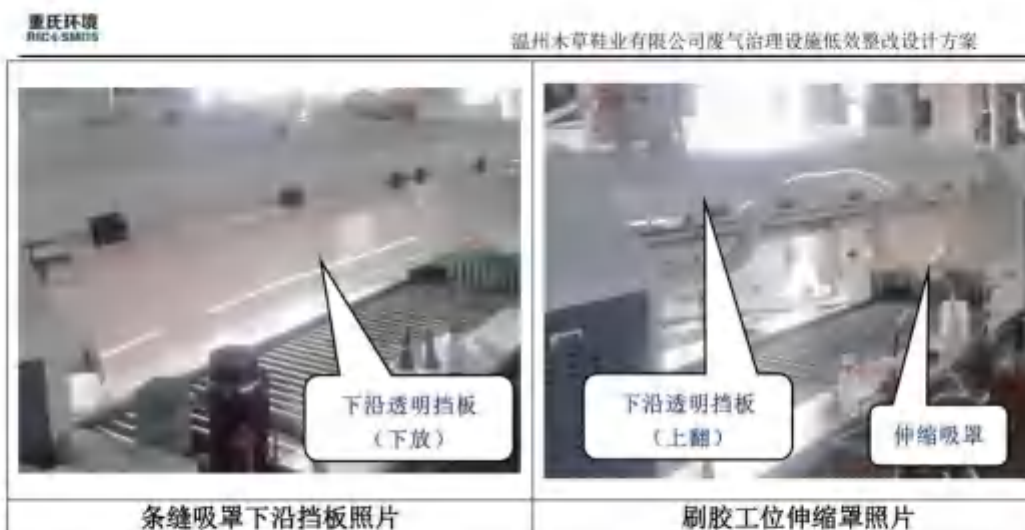 重氏环境
温州木草鞋业有限公司废气治理设施低效整改设计方案
下沿透明挡板
（下放）
下沿透明挡板
（上翻）
伸缩吸罩
条缝吸罩下沿挡板照片
刷胶工位伸缩罩照片